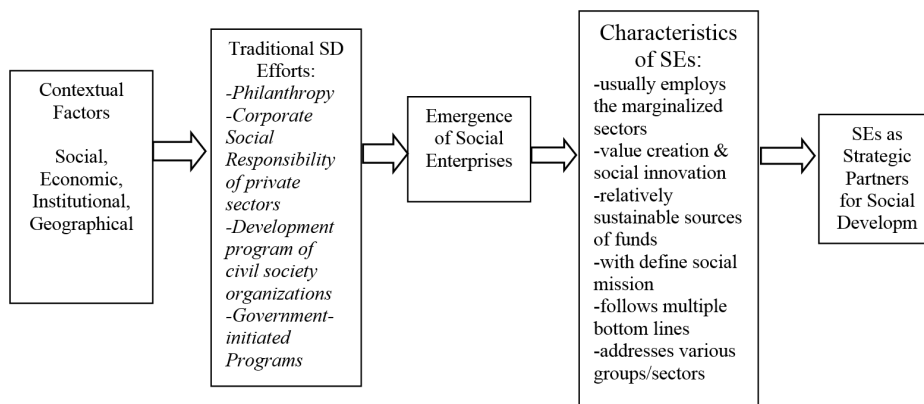 Contextual
Factors
Social,
Economic,
Institutional,
Geographical
Traditional SD
Efforts:
-Philanthropy
-Corporate
Social
Responsibility
of private
sectors
-Development
program of
civil society
organizations
-Government-
initiated
Programs
Emergence
of Social
Enterprises
Characteristics
of SEs:
-usually employs
the marginalized
sectors
-value creation &
social innovation
-relatively
sustainable sources
of funds
-with define social
mission
-follows multiple
bottom lines
-addresses various
groups/sectors
SEs as
Strategic
Partners
for Social
Developm